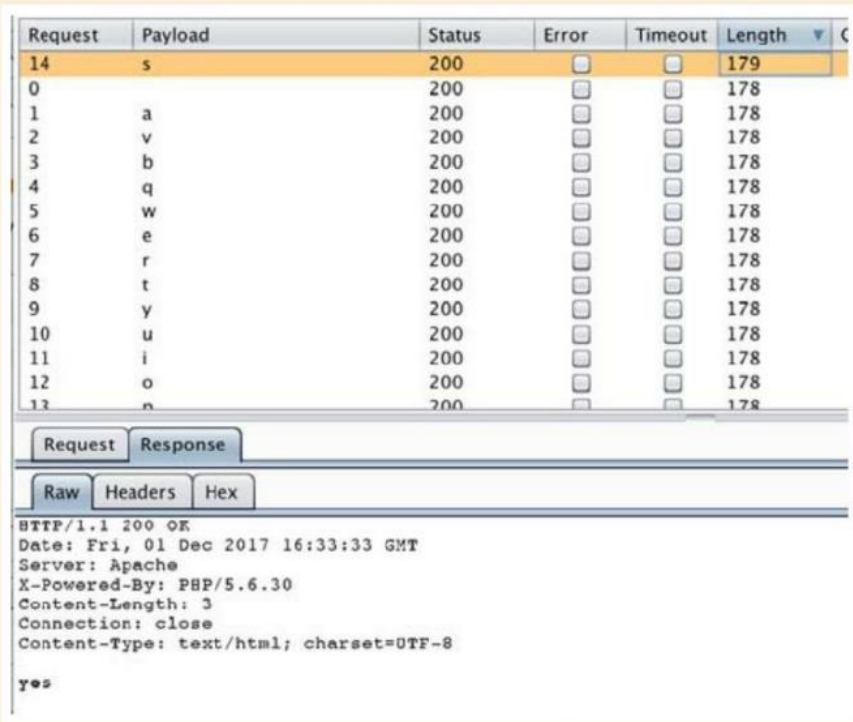 Request Payload Status Error Timeout Length
14 s 200 179
0 200 178
1 a 200 178
2 v 200 178
3 b 200 178
4 q 200 178
5 w 200 178
6 e 200 178
7 r 200 178
8 t 200 178
9 y 200 178
10 u 200 178
11 i 200 178
12 o 200 178
13 p 200 178
Request Response
Raw Headers Hex
HTTP/1.1 200 OK
Date: Fri, 01 Dec 2017 16:33:33 GMT
Server: Apache
X-Powered-By: PHP/5.6.30
Content-Length: 3
Connection: close
Content-Type: text/html; charset=UTF-8
yes